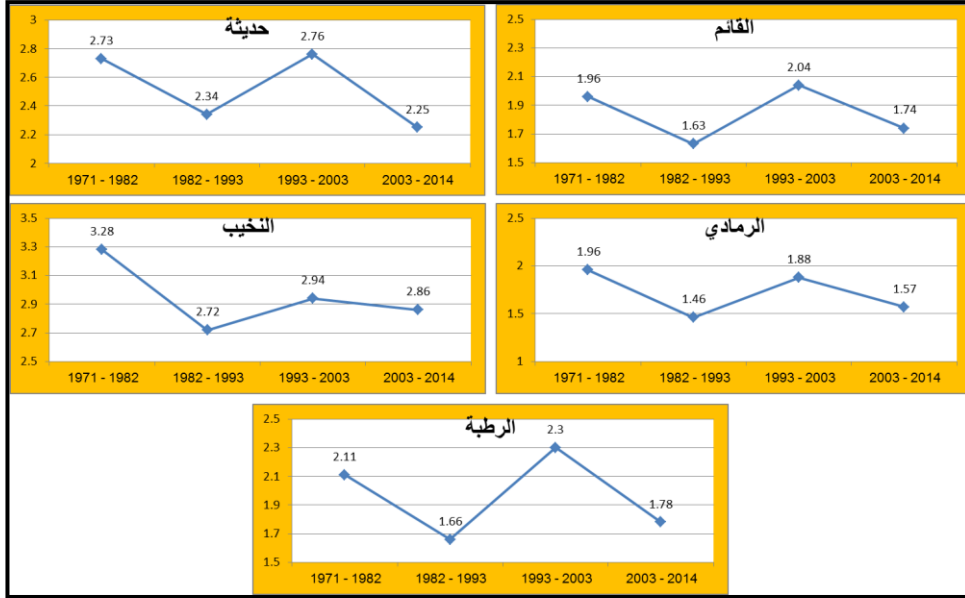 حديثة
3
2.8
2.6
2.4
2.2
2
2.73
2.34
2.76
2.25
1971 - 1982
1982 - 1993
1993 - 2003
2003 - 2014
القائم
2.5
2.3
2.1
1.9
1.7
1.5
1.96
1.63
2.04
1.74
1971 - 1982
1982 - 1993
1993 - 2003
2003 - 2014
النخيب
3.5
3.3
3.1
2.9
2.7
2.5
3.28
2.72
2.94
2.86
1971 - 1982
1982 - 1993
1993 - 2003
2003 - 2014
الرمادي
2.5
2
1.5
1
1.96
1.46
1.88
1.57
1971 - 1982
1982 - 1993
1993 - 2003
2003 - 2014
الرطبة
2.5
2.3
2.1
1.9
1.7
1.5
2.11
1.66
2.3
1.78
1971 - 1982
1982 - 1993
1993 - 2003
2003 - 2014